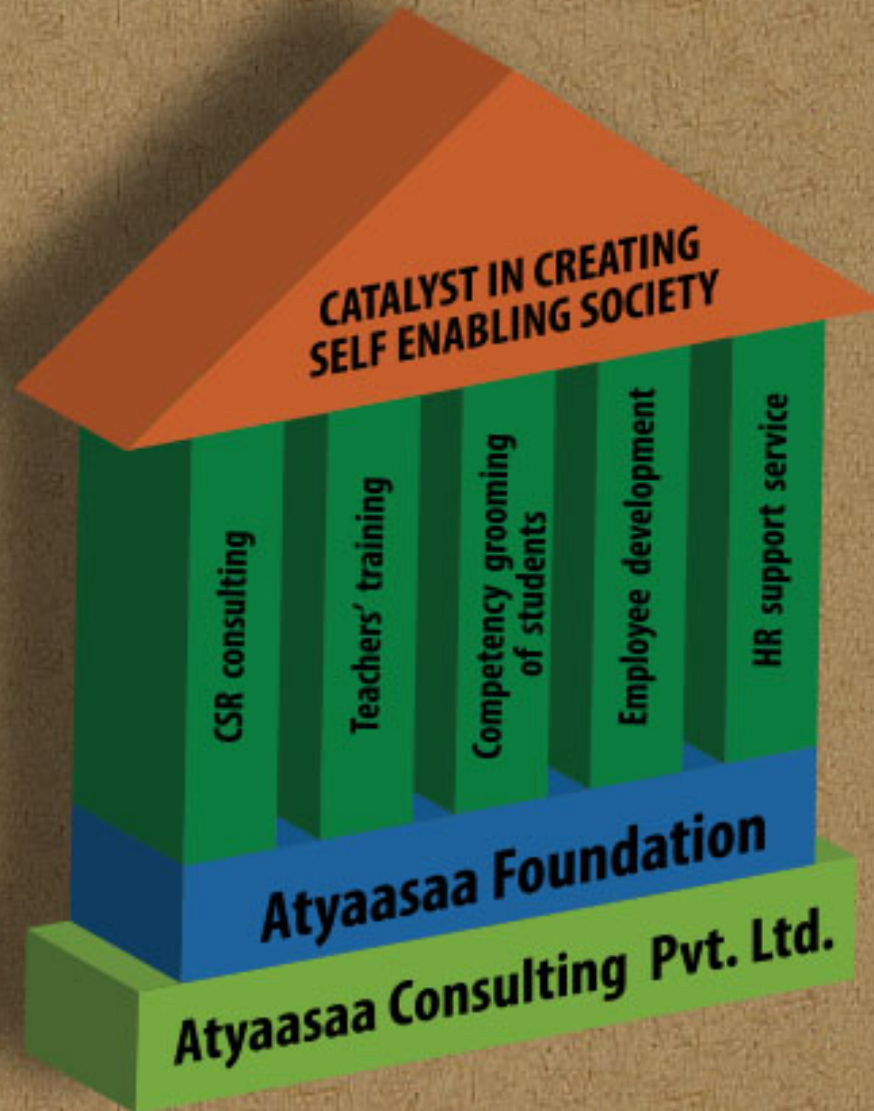 CATALYST IN CREATING
SELF ENABLING SOCIETY
CSR consulting
Teachers' training
Competency grooming
of students
Employee development
HR support service
Atyaasaa Foundation
Atyaasaa Consulting Pvt. Ltd.